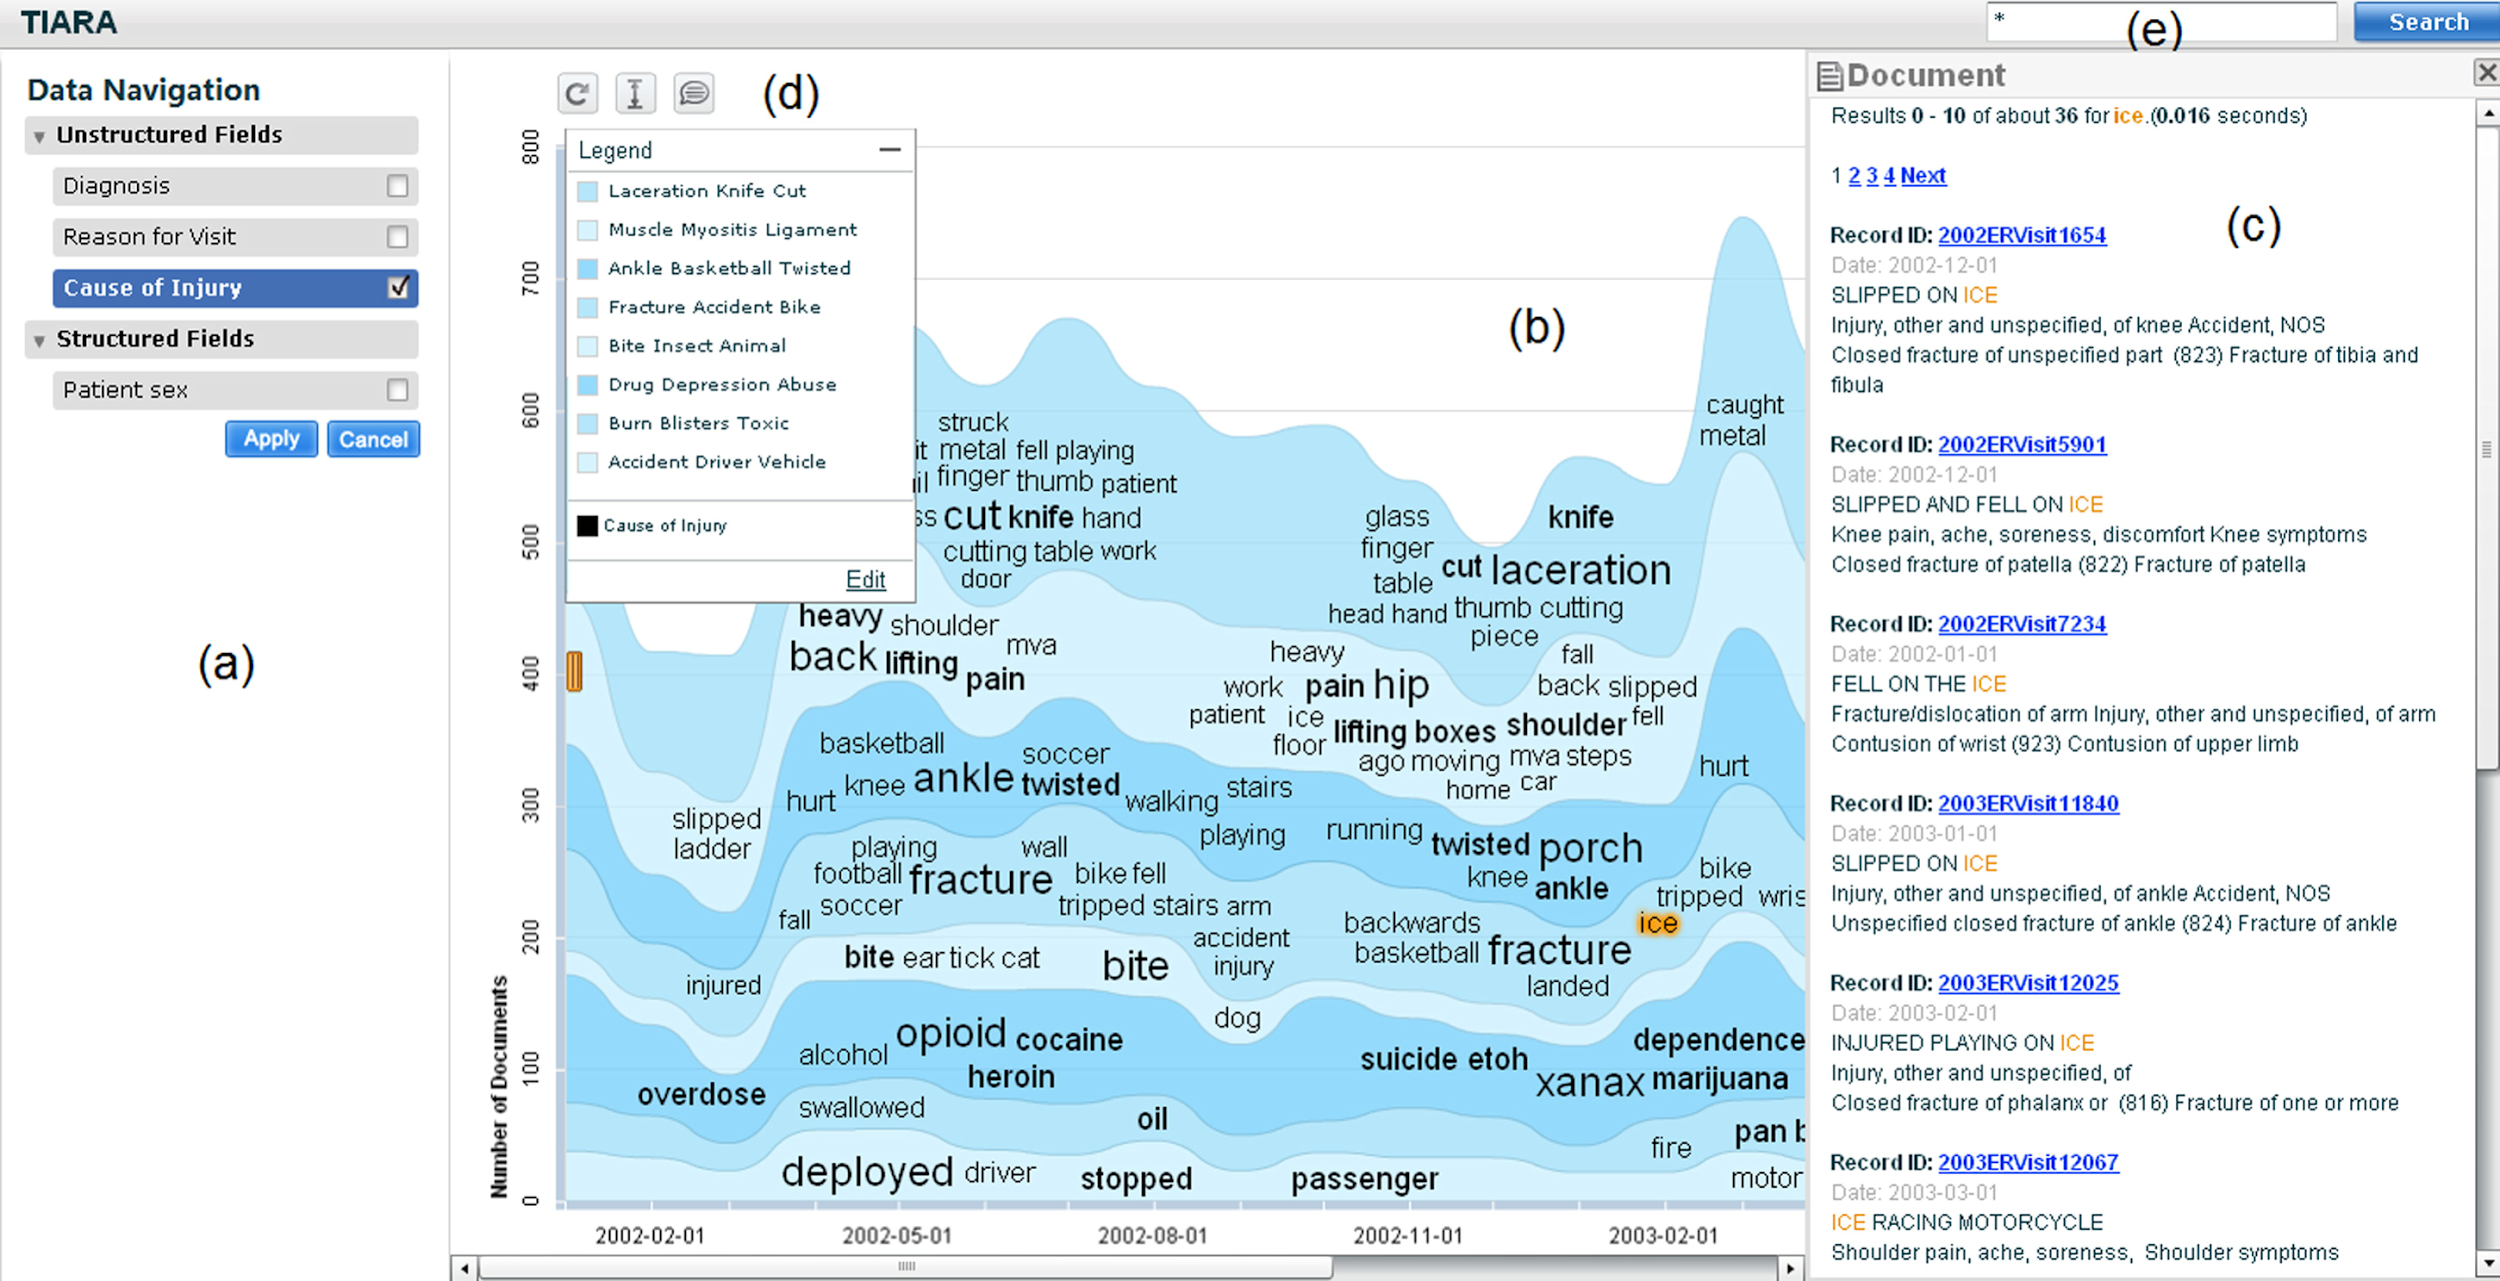 TIARA
*
(e)
Search
Data Navigation
Unstructured Fields
Diagnosis
Reason for Visit
Cause of Injury
Structured Fields
Patient sex
Apply
Cancel
(a)
(d)
Legend
Laceration Knife Cut
Muscle Myositis Ligament
Ankle Basketball Twisted
Fracture Accident Bike
Bite Insect Animal
Drug Depression Abuse
Burn Blisters Toxic
Accident Driver Vehicle
Cause of Injury
Edit
(b)
Number of Documents
800
700
600
500
400
300
200
100
0
struck
metal fell playing
finger thumb patient
cut knife hand
cutting table work
door
caught
metal
glass
finger
table
head hand
knife
cut laceration
thumb cutting
piece
heavy shoulder
mva
back lifting
pain
heavy
work pain hip
patient ice
floor lifting boxes shoulder
fall
back slipped
fell
ago moving mva steps
home car
slipped
ladder
basketball
soccer
hurt knee ankle twisted
walking stairs
playing
running twisted porch
knee ankle
hurt
playing wall
football fracture bike fell
fall soccer
tripped stairs arm
accident
injury
backwards
basketball fracture
landed
ice
bike
tripped
injured
bite ear tick cat
bite
dog
overdose
alcohol opioid cocaine
heroin
suicide etoh
xanax marijuana
dependence
swallowed
oil
fire
pan b
deployed driver
stopped
passenger
motor
2002-02-01
2002-05-01
2002-08-01
2002-11-01
2003-02-01
Document
Results 0 - 10 of about 36 for ice.(0.016 seconds)
1 2 3 4 Next
(c)
Record ID: 2002ERVisit1654
Date: 2002-12-01
SLIPPED ON ICE
Injury, other and unspecified, of knee Accident, NOS
Closed fracture of unspecified part (823) Fracture of tibia and
fibula
Record ID: 2002ERVisit5901
Date: 2002-12-01
SLIPPED AND FELL ON ICE
Knee pain, ache, soreness, discomfort Knee symptoms
Closed fracture of patella (822) Fracture of patella
Record ID: 2002ERVisit7234
Date: 2002-01-01
FELL ON THE ICE
Fracture/dislocation of arm Injury, other and unspecified, of arm
Contusion of wrist (923) Contusion of upper limb
Record ID: 2003ERVisit11840
Date: 2003-01-01
SLIPPED ON ICE
Injury, other and unspecified, of ankle Accident, NOS
Unspecified closed fracture of ankle (824) Fracture of ankle
Record ID: 2003ERVisit12025
Date: 2003-02-01
INJURED PLAYING ON ICE
Injury, other and unspecified, of
Closed fracture of phalanx or (816) Fracture of one or more
Record ID: 2003ERVisit12067
Date: 2003-03-01
ICE RACING MOTORCYCLE
Shoulder pain, ache, soreness, Shoulder symptoms